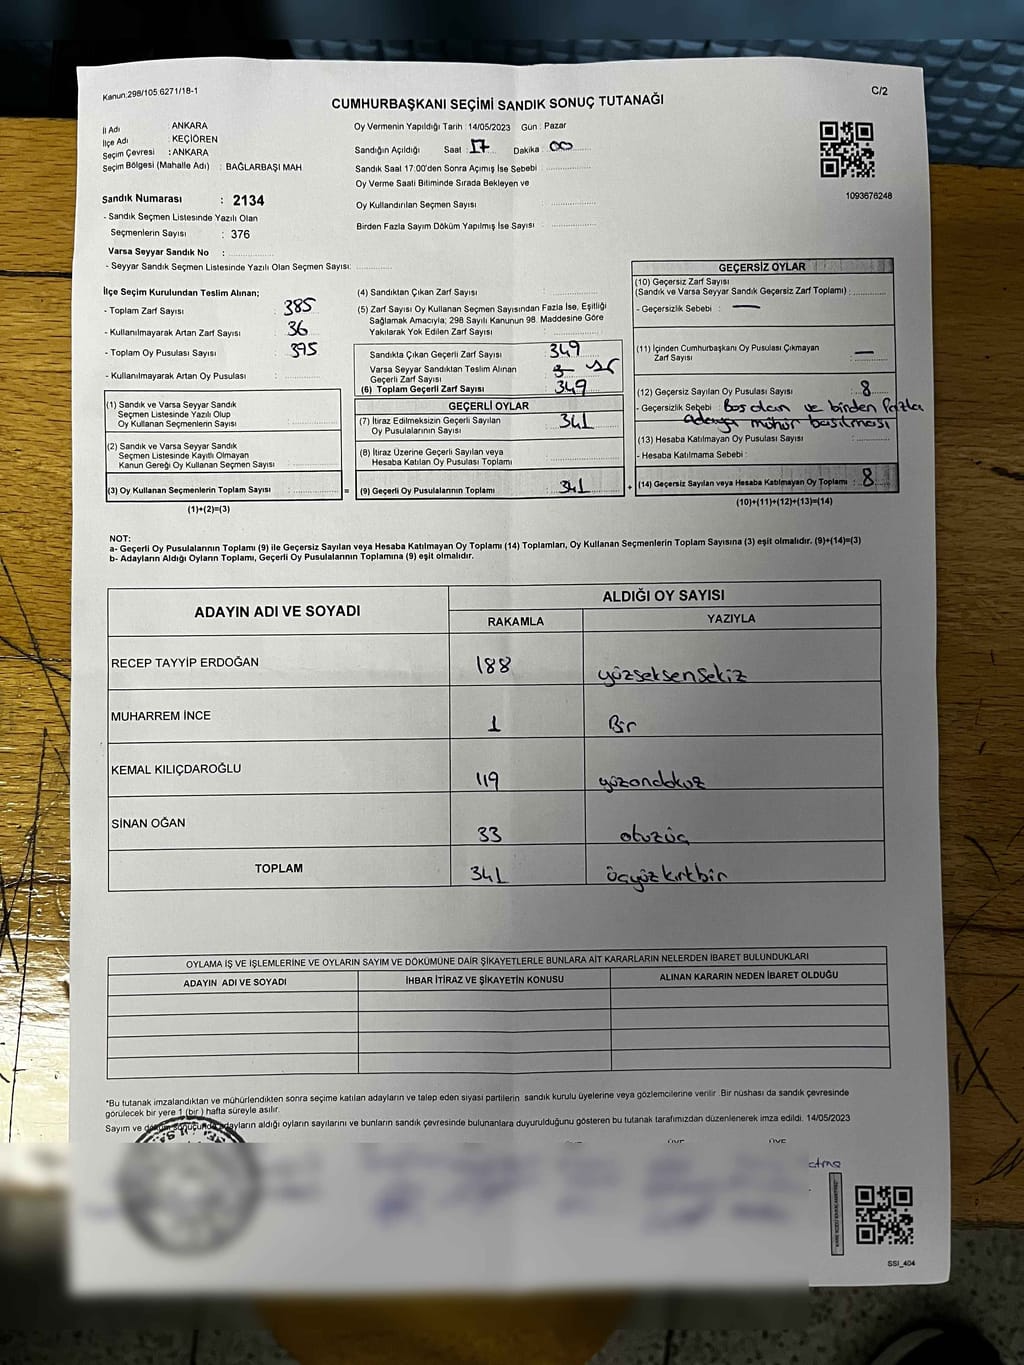 Kanun:298/105 6271/18-1
C/2
CUMHURBAŞKANI SEÇİMİ SANDIK SONUÇ TUTANAĞI
İl Adı : ANKARA
İlçe Adı : KEÇİÖREN
Seçim Çevresi : ANKARA
Seçim Bölgesi (Mahalle Adı) : BAĞLARBAŞI MAH
Sandık Numarası : 2134
- Sandık Seçmen Listesinde Yazılı Olan
Seçmenlerin Sayısı : 376
Varsa Seyyar Sandık No :
- Seyyar Sandık Seçmen Listesinde Yazılı Olan Seçmen Sayısı:
Oy Vermenin Yapıldığı Tarih : 14/05/2023 Gün : Pazar
Sandığın Açıldığı Saat : 17 Dakika : 00
Sandık Saat 17:00'den Sonra Açımış İse Sebebi :
Oy Verme Saati Bitiminde Sırada Bekleyen ve
Oy Kullandırılan Seçmen Sayısı :
Birden Fazla Sayım Döküm Yapılmış İse Sayısı :
1093676248
İlçe Seçim Kurulundan Teslim Alınan;
- Toplam Zarf Sayısı : 385
- Kullanılmayarak Artan Zarf Sayısı : 36
- Toplam Oy Pusulası Sayısı : 395
- Kullanılmayarak Artan Oy Pusulası :
(1) Sandık ve Varsa Seyyar Sandık
Seçmen Listesinde Yazılı Olup
Oy Kullanan Seçmenlerin Sayısı :
(2) Sandık ve Varsa Seyyar Sandık
Seçmen Listesinde Kayıtlı Olmayan
Kanun Gereği Oy Kullanan Seçmen Sayısı :
(3) Oy Kullanan Seçmenlerin Toplam Sayısı :
(1)+(2)=(3)
=
(4) Sandıktan Çıkan Zarf Sayısı :
(5) Zarf Sayısı Oy Kullanan Seçmen Sayısından Fazla İse, Eşitliği
Sağlamak Amacıyla; 298 Sayılı Kanunun 98. Maddesine Göre
Yakılarak Yok Edilen Zarf Sayısı :
Sandıkta Çıkan Geçerli Zarf Sayısı : 349
Varsa Seyyar Sandıktan Teslim Alınan
Geçerli Zarf Sayısı :
(6) Toplam Geçerli Zarf Sayısı : 349
GEÇERLİ OYLAR
(7) İtiraz Edilmeksizin Geçerli Sayılan
Oy Pusulalarının Sayısı : 341
(8) İtiraz Üzerine Geçerli Sayılan veya
Hesaba Katılan Oy Pusulası Toplamı :
(9) Geçerli Oy Pusulalarının Toplamı : 341
+
GEÇERSİZ OYLAR
(10) Geçersiz Zarf Sayısı
(Sandık ve Varsa Seyyar Sandık Geçersiz Zarf Toplamı) :
- Geçersizlik Sebebi : —
(11) İçinden Cumhurbaşkanı Oy Pusulası Çıkmayan
Zarf Sayısı : —
(12) Geçersiz Sayılan Oy Pusulası Sayısı : 8
- Geçersizlik Sebebi : Boş olan ve birden fazla
adaya mühür basılması
(13) Hesaba Katılmayan Oy Pusulası Sayısı :
- Hesaba Katılmama Sebebi :
(14) Geçersiz Sayılan veya Hesaba Katılmayan Oy Toplamı : 8
(10)+(11)+(12)+(13)=(14)
NOT:
a- Geçerli Oy Pusulalarının Toplamı (9) ile Geçersiz Sayılan veya Hesaba Katılmayan Oy Toplamı (14) Toplamları, Oy Kullanan Seçmenlerin Toplam Sayısına (3) eşit olmalıdır. (9)+(14)=(3)
b- Adayların Aldığı Oyların Toplamı, Geçerli Oy Pusulalarının Toplamına (9) eşit olmalıdır.
ADAYIN ADI VE SOYADI
ALDIĞI OY SAYISI
RAKAMLA YAZIYLA
RECEP TAYYİP ERDOĞAN 188 yüzseksensekiz
MUHARREM İNCE 1 Bir
KEMAL KILIÇDAROĞLU 119 yüzondokuz
SİNAN OĞAN 33 otuzüç
TOPLAM 341 üçyüzkırkbir
OYLAMA İŞ VE İŞLEMLERİNE VE OYLARIN SAYIM VE DÖKÜMÜNE DAİR ŞİKAYETLERLE BUNLARA AİT KARARLARIN NELERDEN İBARET BULUNDUKLARI
ADAYIN ADI VE SOYADI İHBAR İTİRAZ VE ŞİKAYETİN KONUSU ALINAN KARARIN NEDEN İBARET OLDUĞU
*Bu tutanak imzalandıktan ve mühürlendikten sonra seçime katılan adayların ve talep eden siyasi partilerin sandık kurulu üyelerine veya gözlemcilerine verilir. Bir nüshası da sandık çevresinde
görülecek bir yere 1 (bir) hafta süreyle asılır.
Sayım ve döküm sonucunda adayların aldığı oyların sayılarını ve bunların sandık çevresinde bulunanlara duyurulduğunu gösteren bu tutanak tarafımızdan düzenlenerek imza edildi. 14/05/2023
SSI_404